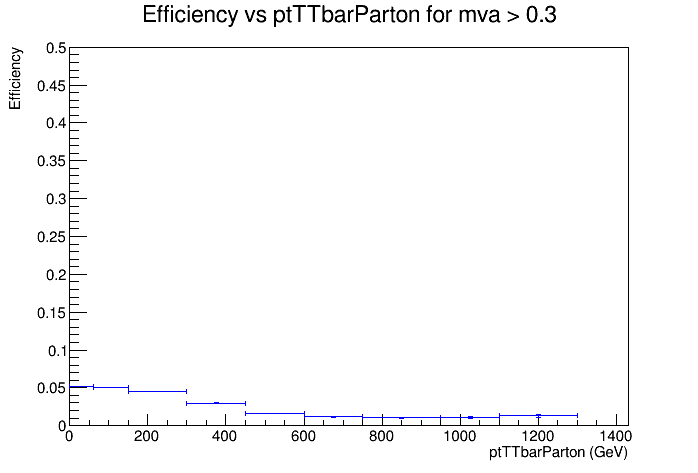 Efficiency vs ptTTbarParton for mva > 0.3
Efficiency
0.5
0.45
0.4
0.35
0.3
0.25
0.2
0.15
0.1
0.05
0
0 200 400 600 800 1000 1200 1400
ptTTbarParton (GeV)